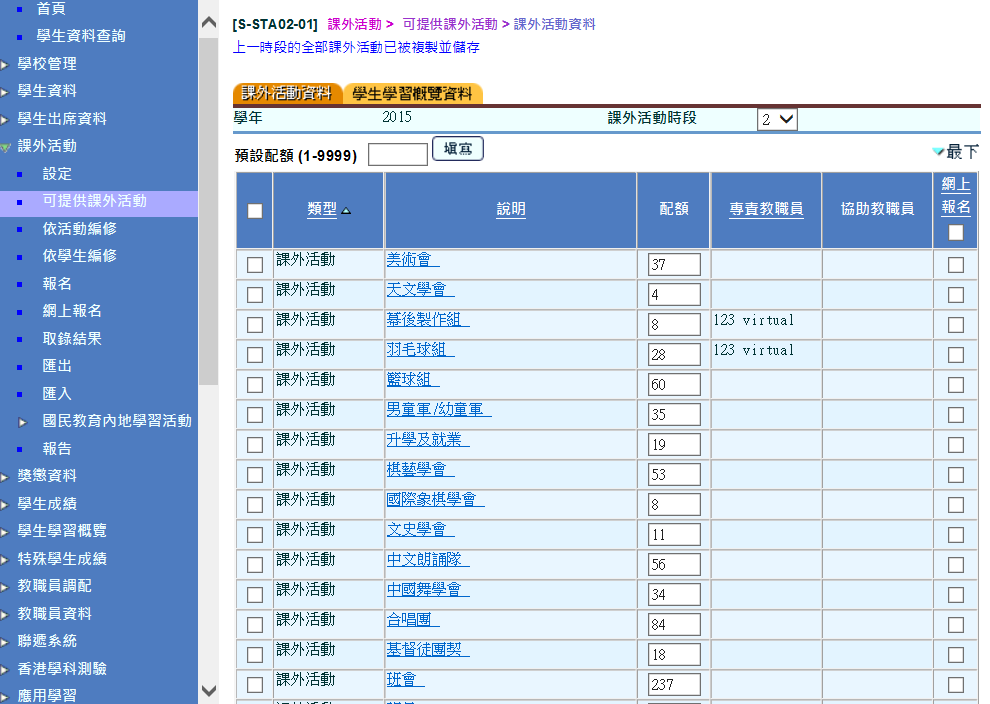 首頁
學生資料查詢
學校管理
學生資料
學生出席資料
課外活動
設定
可提供課外活動
依活動編修
依學生編修
報名
網上報名
取錄結果
匯出
匯入
國民教育內地學習活動
報告
獎懲資料
學生成績
學生學習概覽
特殊學生成績
教職員調配
教職員資料
聯遞系統
香港學科測驗
應用學習
[S-STA02-01] 課外活動 > 可提供課外活動 > 課外活動資料
上一時段的全部課外活動已被複製並儲存
課外活動資料 學生學習概覽資料
學年 2015 課外活動時段 2
預設配額 (1-9999) 填寫 最下
類型 說明 配額 專責教職員 協助教職員 網上報名
課外活動 美術會 37
課外活動 天文學會 4
課外活動 幕後製作組 8 123 virtual
課外活動 羽毛球組 28 123 virtual
課外活動 籃球組 60
課外活動 男童軍/幼童軍 35
課外活動 升學及就業 19
課外活動 棋藝學會 53
課外活動 國際象棋學會 8
課外活動 文史學會 11
課外活動 中文朗誦隊 56
課外活動 中國舞學會 34
課外活動 合唱團 84
課外活動 基督徒團契 18
課外活動 班會 237